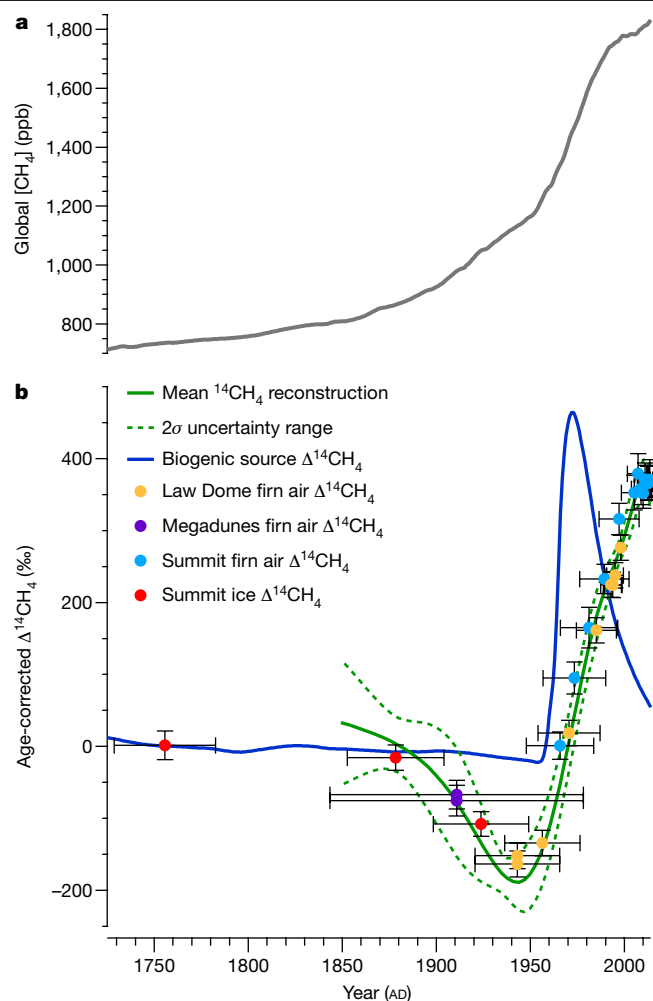 a
1,800
1,600
1,400
1,200
1,000
800
Global [CH₄] (ppb)
b
400
200
0
−200
Age-corrected Δ¹⁴CH₄ (‰)
Mean ¹⁴CH₄ reconstruction
2σ uncertainty range
Biogenic source Δ¹⁴CH₄
Law Dome firn air Δ¹⁴CH₄
Megadunes firn air Δ¹⁴CH₄
Summit firn air Δ¹⁴CH₄
Summit ice Δ¹⁴CH₄
1750 1800 1850 1900 1950 2000
Year (AD)